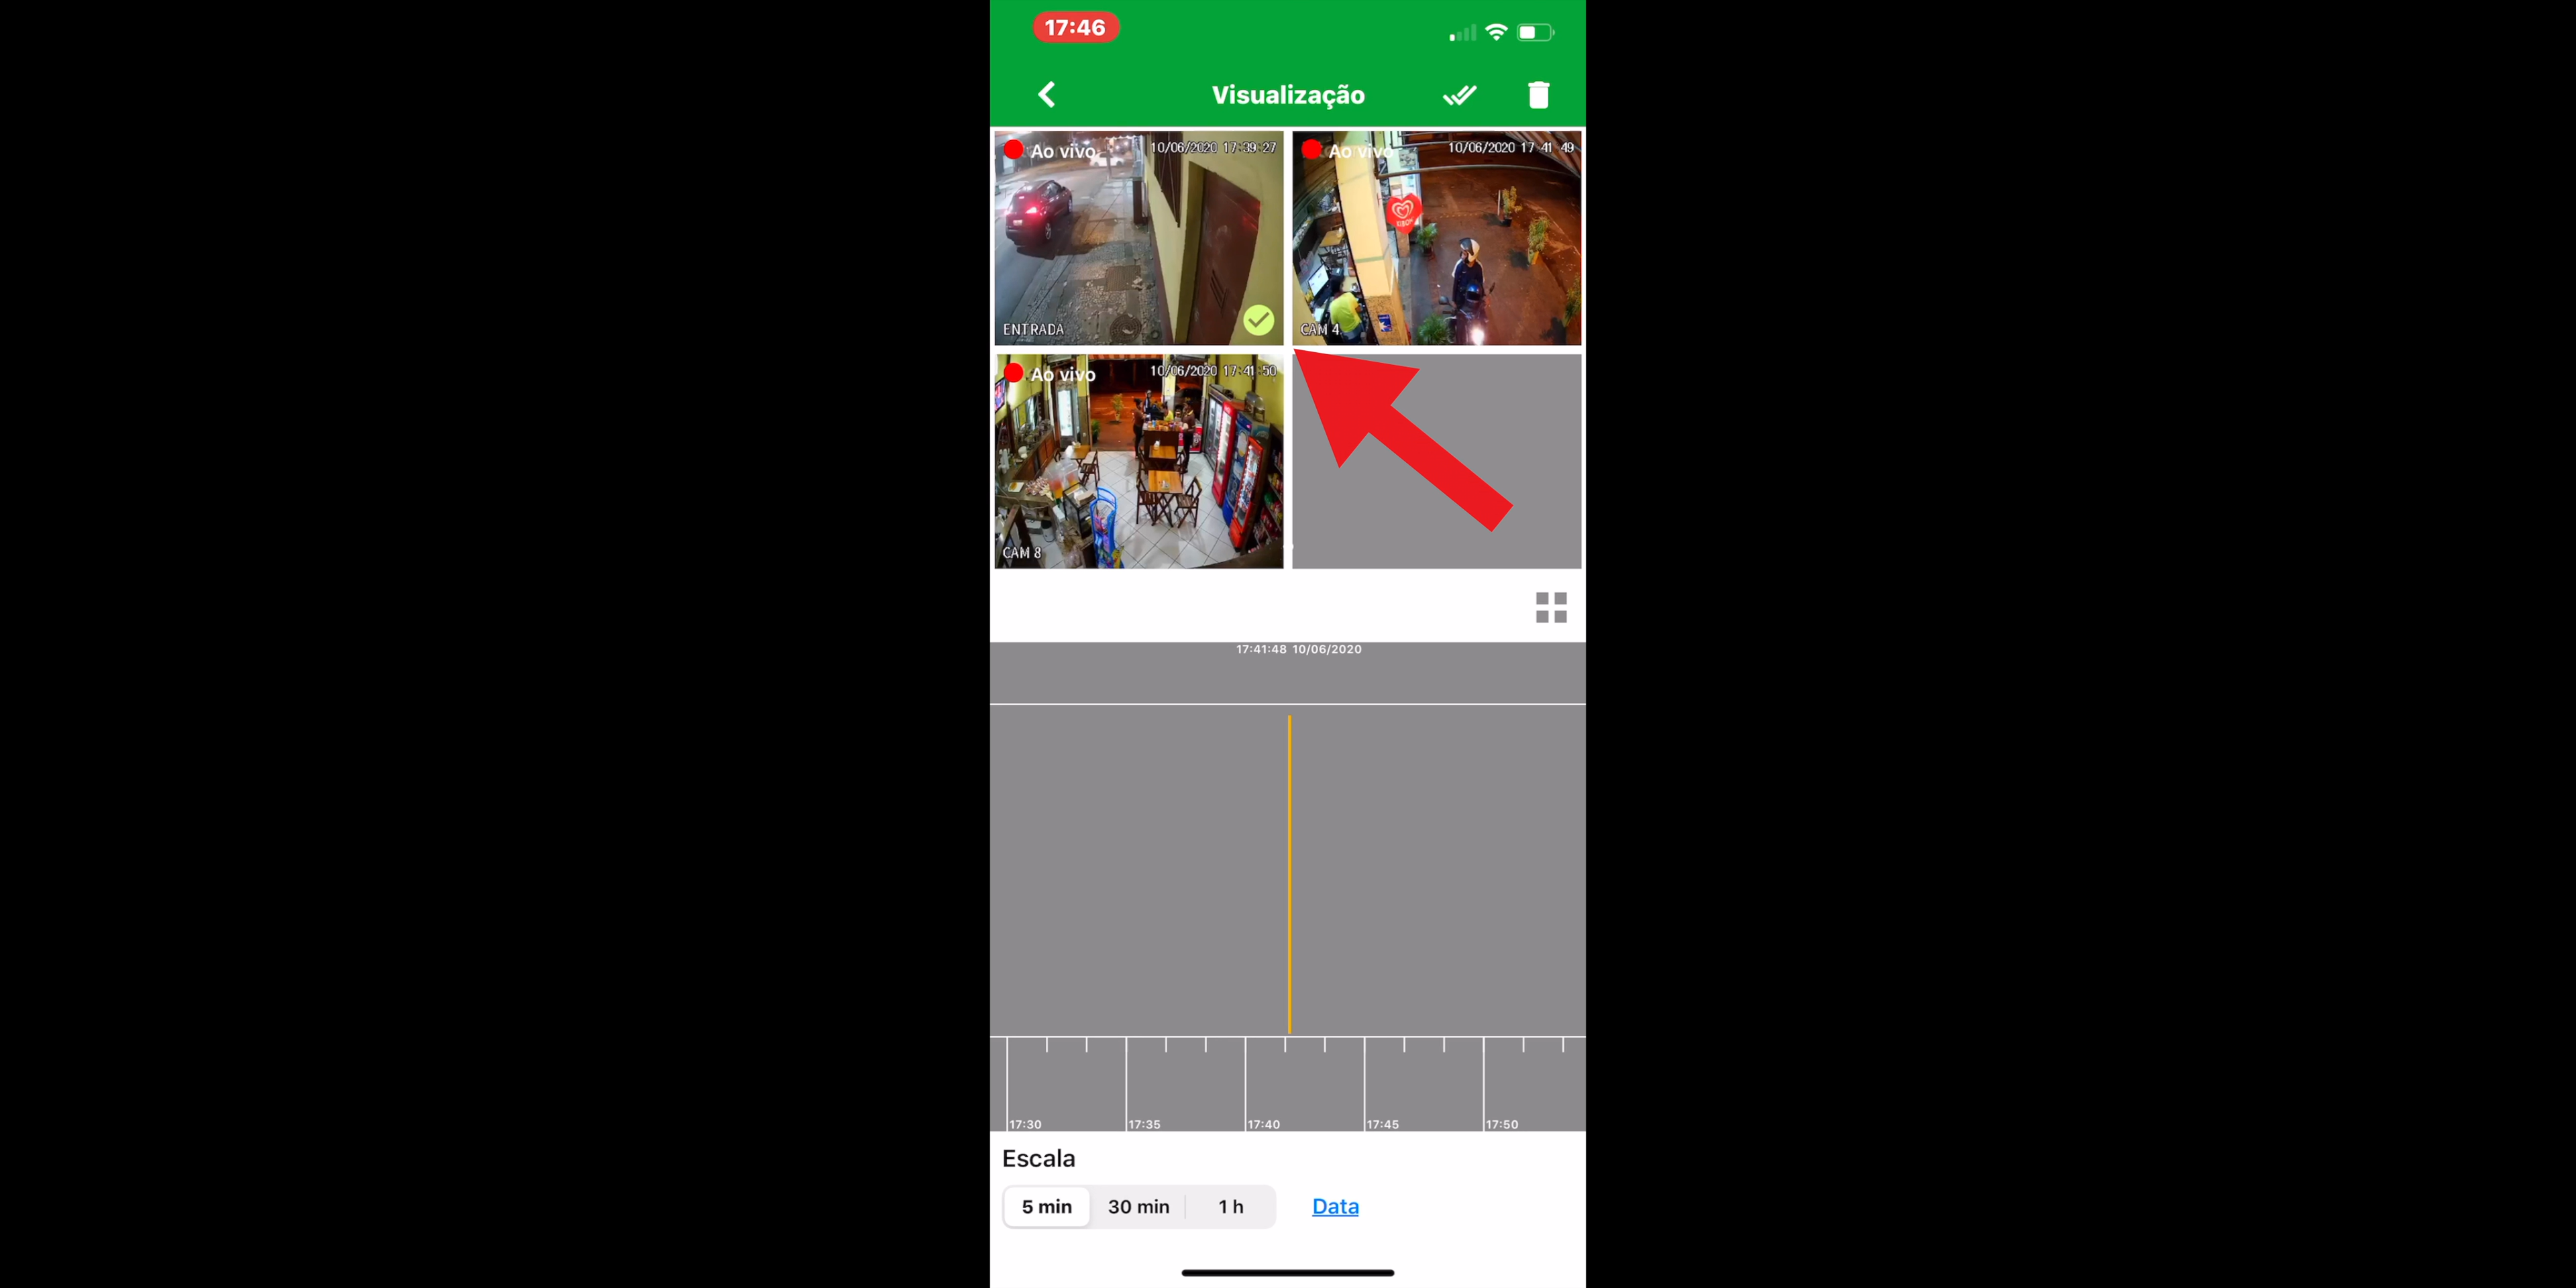 17:46
Visualização
Ao vivo
10/06/2020 17:39:27
ENTRADA
Ao vivo
10/06/2020 17:41:49
CAM 4
Ao vivo
10/06/2020 17:41:50
CAM 8
17:41:48 10/06/2020
17:30
17:35
17:40
17:45
17:50
Escala
5 min
30 min
1 h
Data